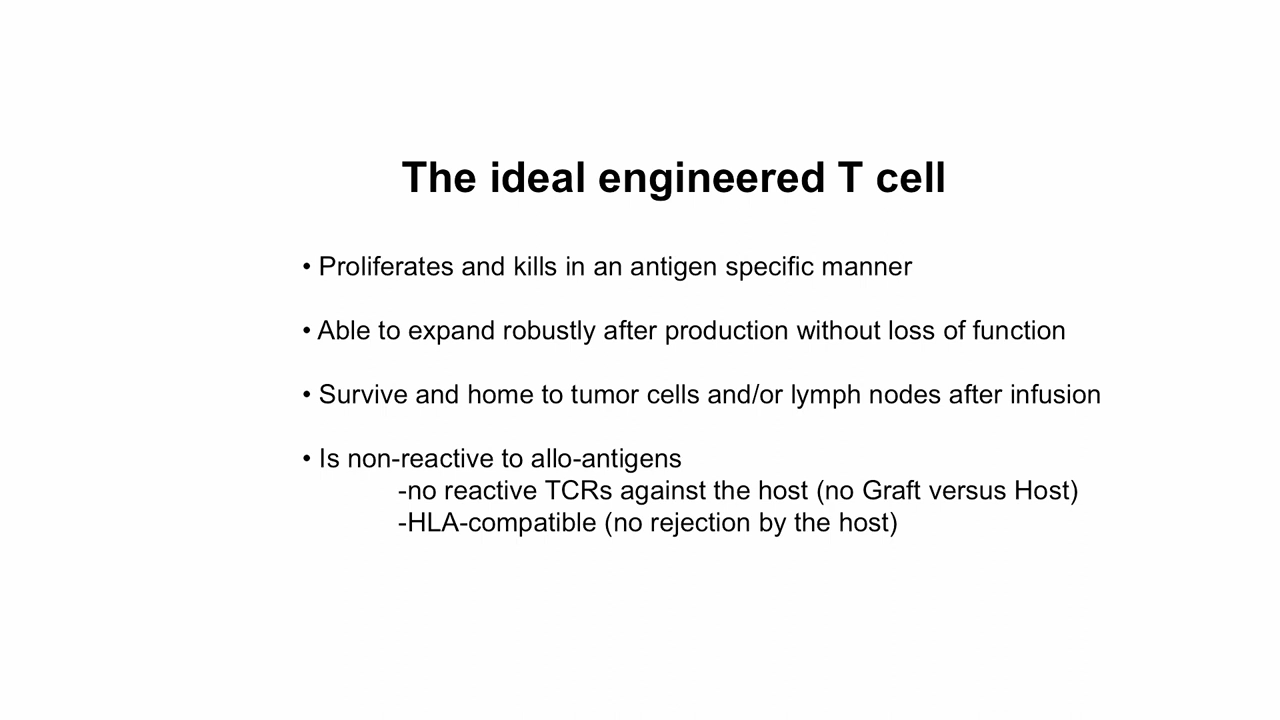 The ideal engineered T cell
• Proliferates and kills in an antigen specific manner
• Able to expand robustly after production without loss of function
• Survive and home to tumor cells and/or lymph nodes after infusion
• Is non-reactive to allo-antigens
-no reactive TCRs against the host (no Graft versus Host)
-HLA-compatible (no rejection by the host)